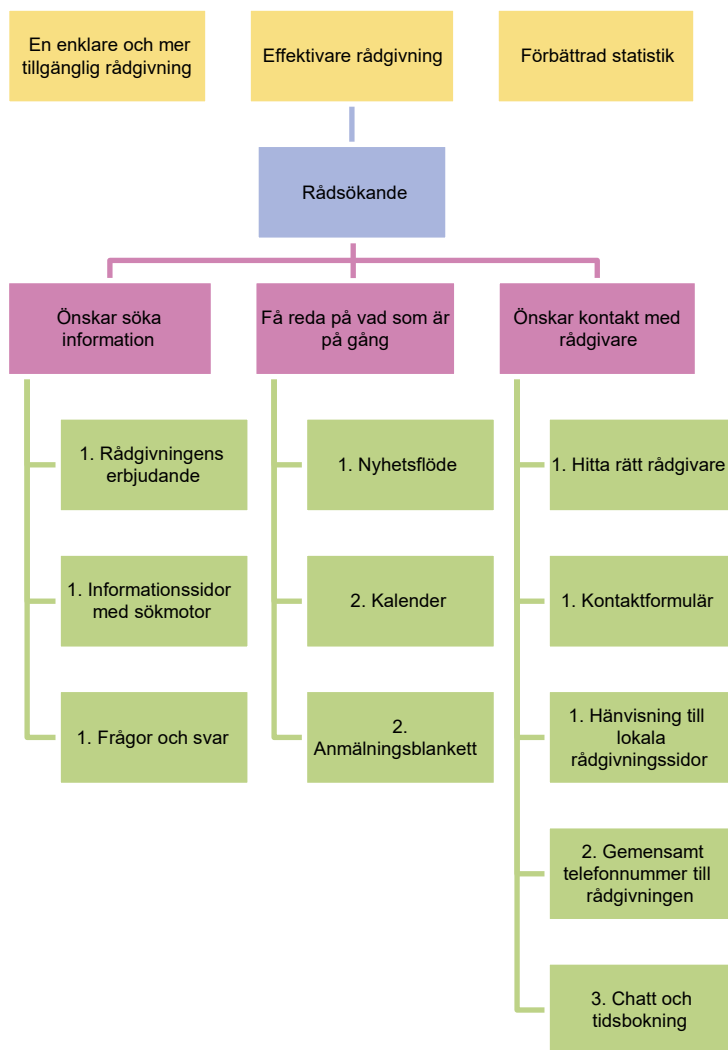 En enklare och mer
tillgänglig rådgivning
Effektivare rådgivning
Förbättrad statistik
Rådsökande
Önskar söka
information
Få reda på vad som är
på gång
Önskar kontakt med
rådgivare
1. Rådgivningens
erbjudande
1. Informationssidor
med sökmotor
1. Frågor och svar
1. Nyhetsflöde
2. Kalender
2.
Anmälningsblankett
1. Hitta rätt rådgivare
1. Kontaktformulär
1. Hänvisning till
lokala
rådgivningssidor
2. Gemensamt
telefonnummer till
rådgivningen
3. Chatt och
tidsbokning